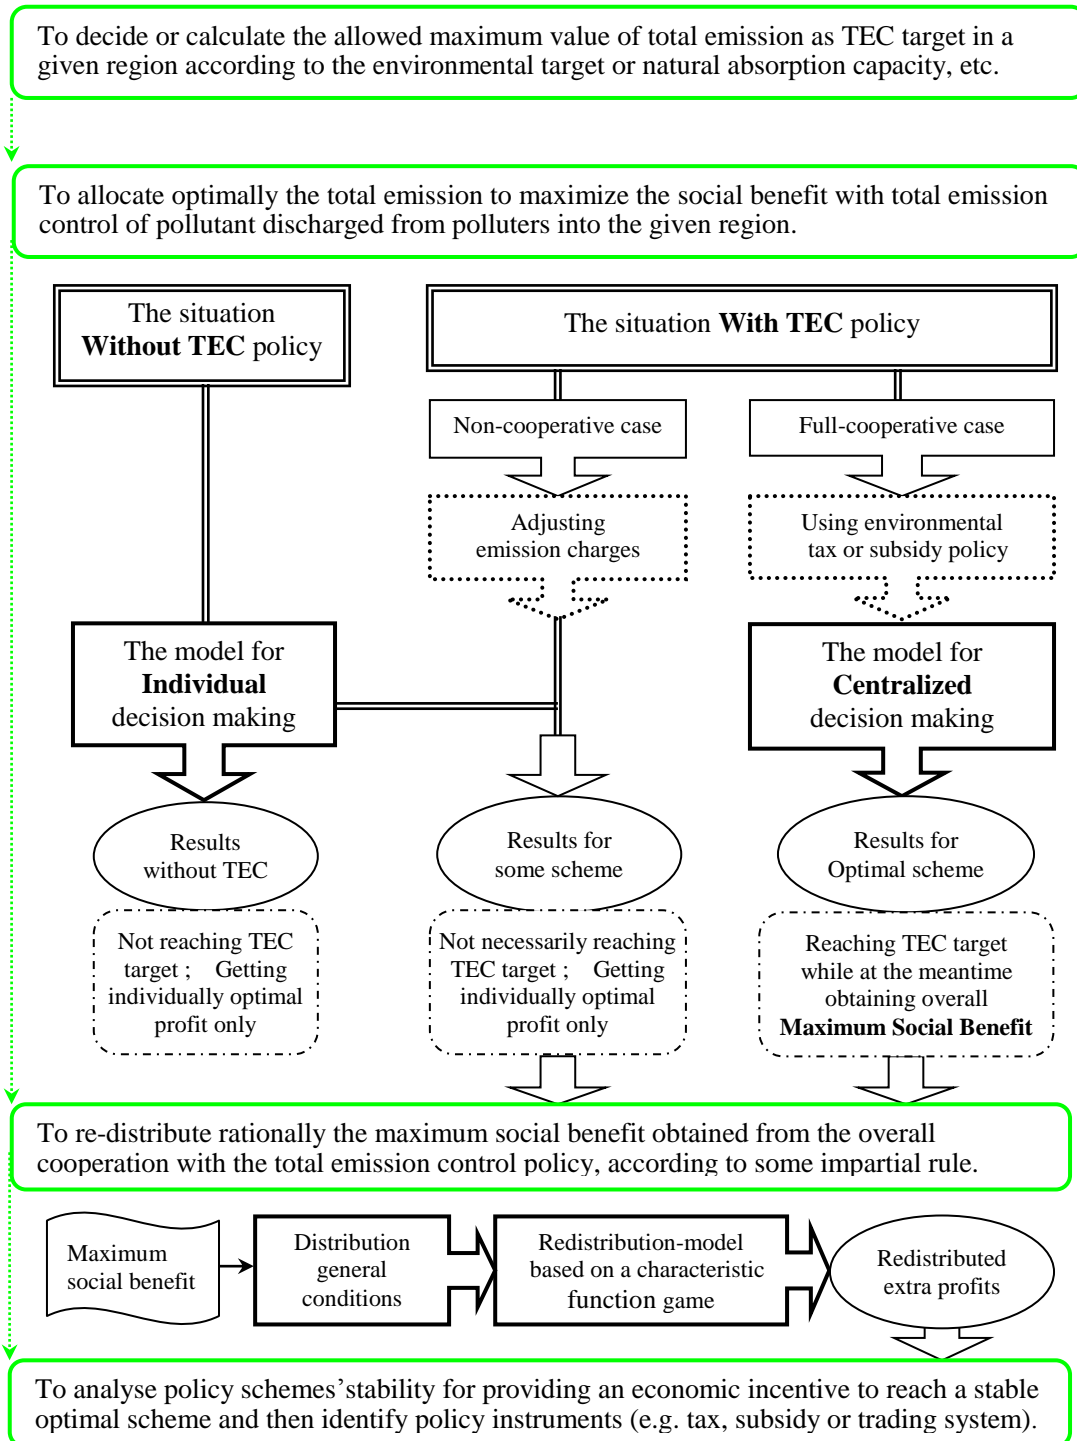 To decide or calculate the allowed maximum value of total emission as TEC target in a
given region according to the environmental target or natural absorption capacity, etc.
To allocate optimally the total emission to maximize the social benefit with total emission
control of pollutant discharged from polluters into the given region.
The situation
Without TEC policy
The situation With TEC policy
Non-cooperative case
Full-cooperative case
Adjusting
emission charges
Using environmental
tax or subsidy policy
The model for
Individual
decision making
The model for
Centralized
decision making
Results
without TEC
Results for
some scheme
Results for
Optimal scheme
Not reaching TEC
target ; Getting
individually optimal
profit only
Not necessarily reaching
TEC target ; Getting
individually optimal
profit only
Reaching TEC target
while at the meantime
obtaining overall
Maximum Social Benefit
To re-distribute rationally the maximum social benefit obtained from the overall
cooperation with the total emission control policy, according to some impartial rule.
Maximum
social benefit
Distribution
general
conditions
Redistribution-model
based on a characteristic
function game
Redistributed
extra profits
To analyse policy schemes’stability for providing an economic incentive to reach a stable
optimal scheme and then identify policy instruments (e.g. tax, subsidy or trading system).